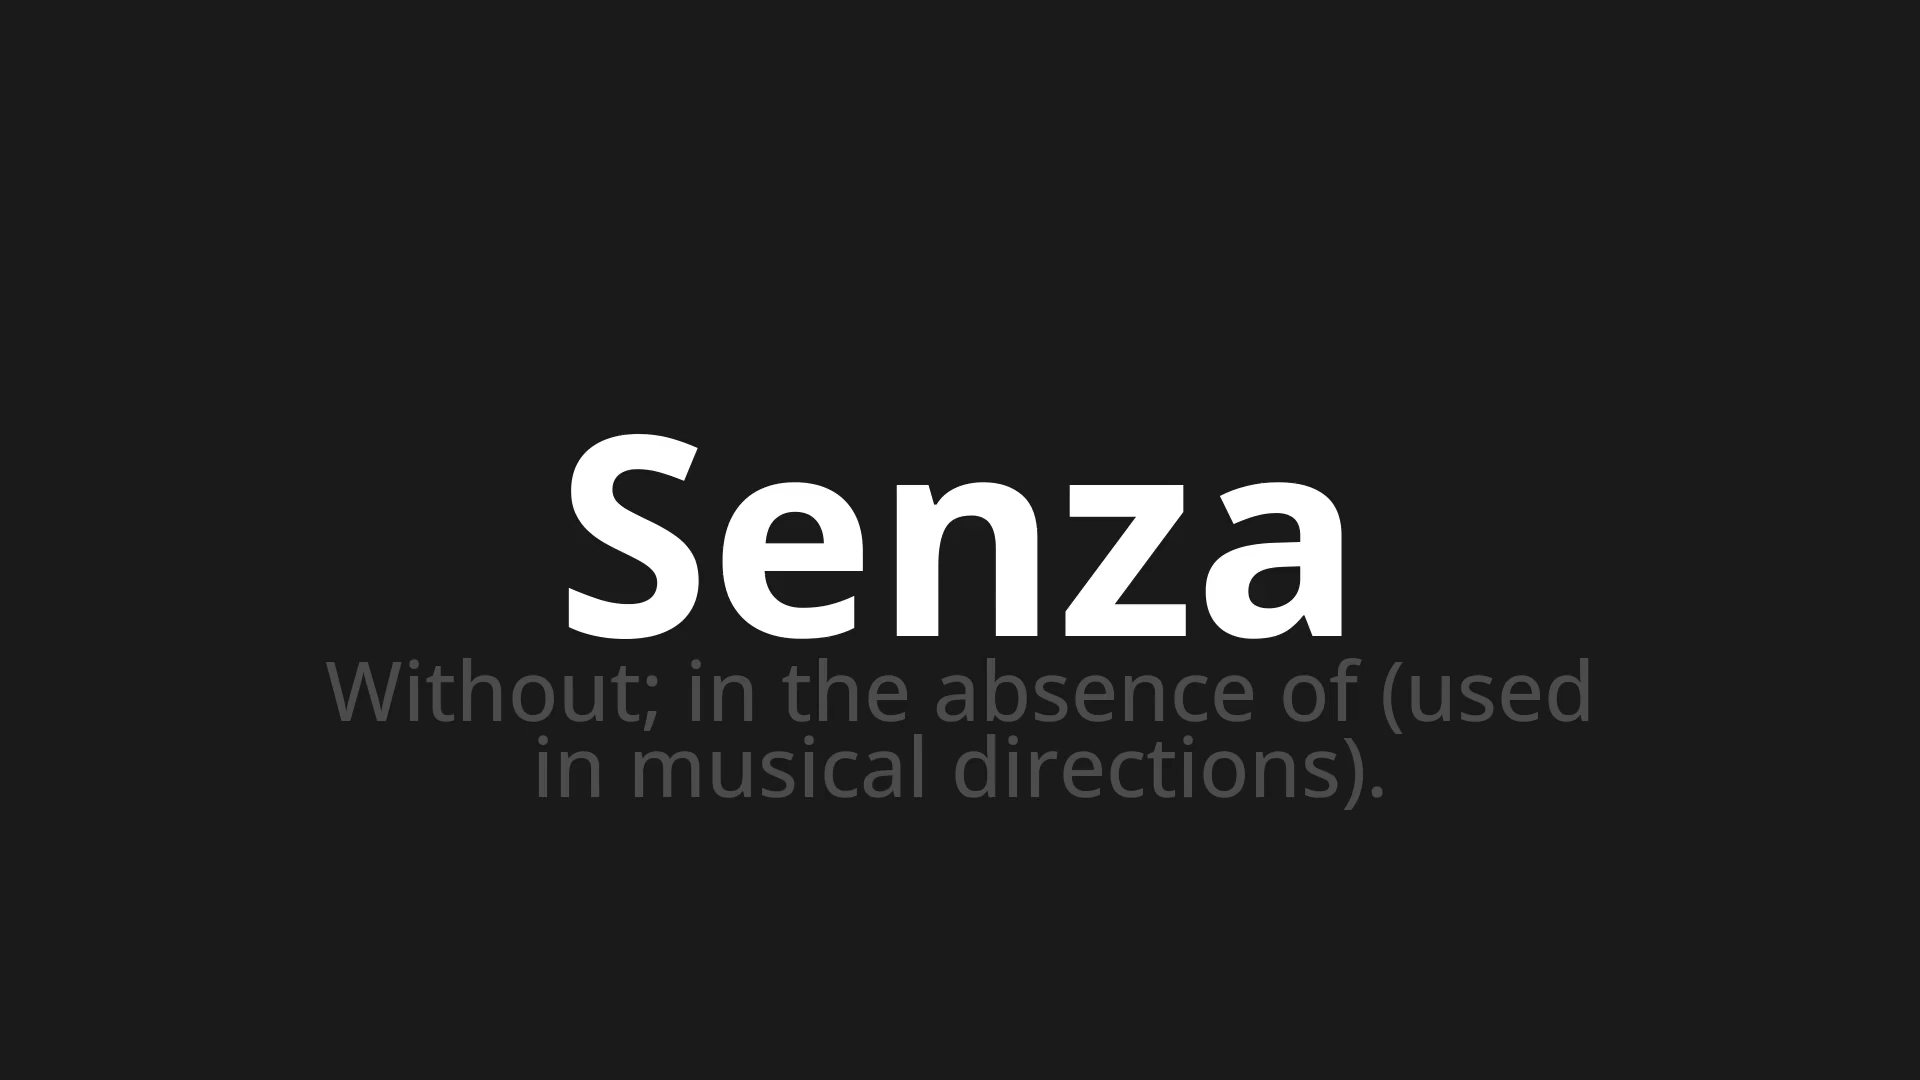 Senza
Without; in the absence of (used
in musical directions).